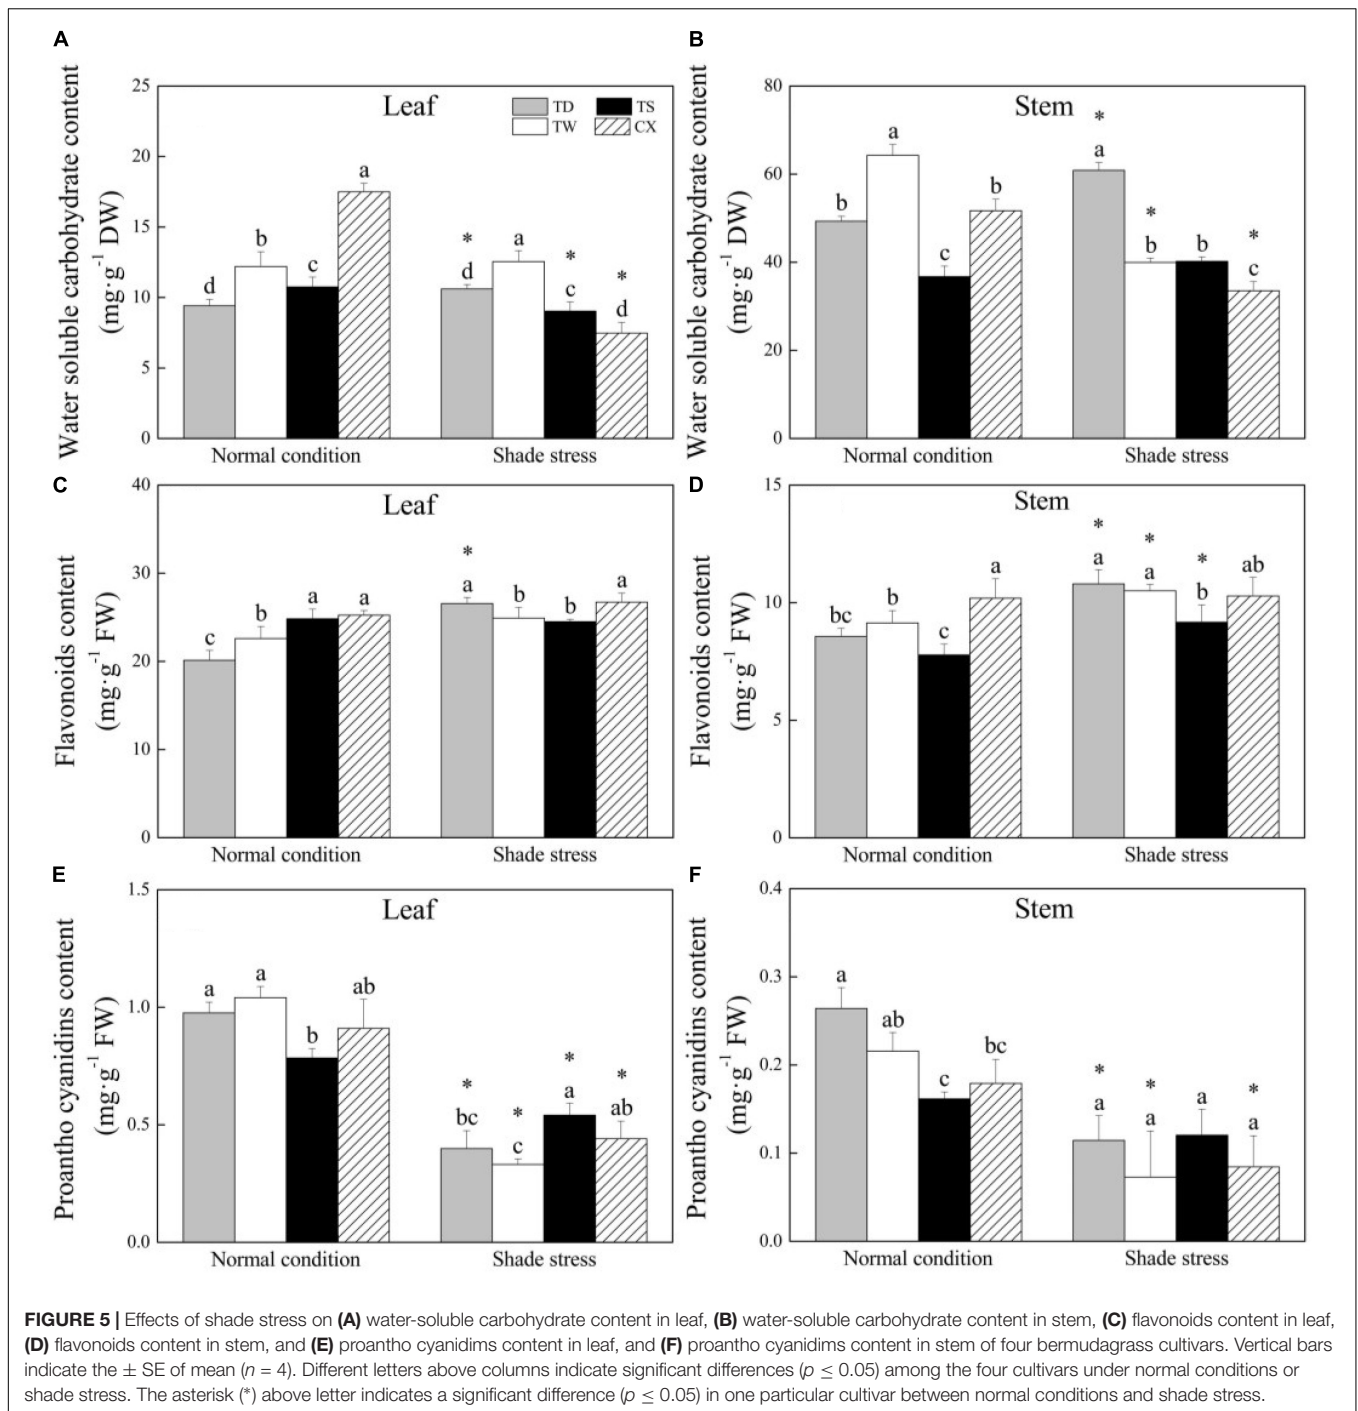 A
Water soluble carbohydrate content
(mg·g⁻¹ DW)
25
20
15
10
5
0
Leaf
TD
TS
TW
CX
d
b
c
a
*
d
a
*
c
*
d
Normal condition
Shade stress
B
Water soluble carbohydrate content
(mg·g⁻¹ DW)
80
60
40
20
0
Stem
b
a
c
b
*
a
*
b
b
*
c
Normal condition
Shade stress
C
Flavonoids content
(mg·g⁻¹ FW)
40
30
20
10
0
Leaf
c
b
a
a
*
a
b
b
a
Normal condition
Shade stress
D
Flavonoids content
(mg·g⁻¹ FW)
15
10
5
0
Stem
bc
b
c
a
*
a
*
a
*
b
ab
Normal condition
Shade stress
E
Proantho cyanidins content
(mg·g⁻¹ FW)
1.5
1.0
0.5
0.0
Leaf
a
a
b
ab
*
bc
*
c
*
a
*
ab
Normal condition
Shade stress
F
Proantho cyanidins content
(mg·g⁻¹ FW)
0.4
0.3
0.2
0.1
0.0
Stem
a
ab
c
bc
*
a
*
a
a
*
a
Normal condition
Shade stress
FIGURE 5 | Effects of shade stress on (A) water-soluble carbohydrate content in leaf, (B) water-soluble carbohydrate content in stem, (C) flavonoids content in leaf,
(D) flavonoids content in stem, and (E) proantho cyanidims content in leaf, and (F) proantho cyanidims content in stem of four bermudagrass cultivars. Vertical bars
indicate the ± SE of mean (n = 4). Different letters above columns indicate significant differences (p ≤ 0.05) among the four cultivars under normal conditions or
shade stress. The asterisk (*) above letter indicates a significant difference (p ≤ 0.05) in one particular cultivar between normal conditions and shade stress.